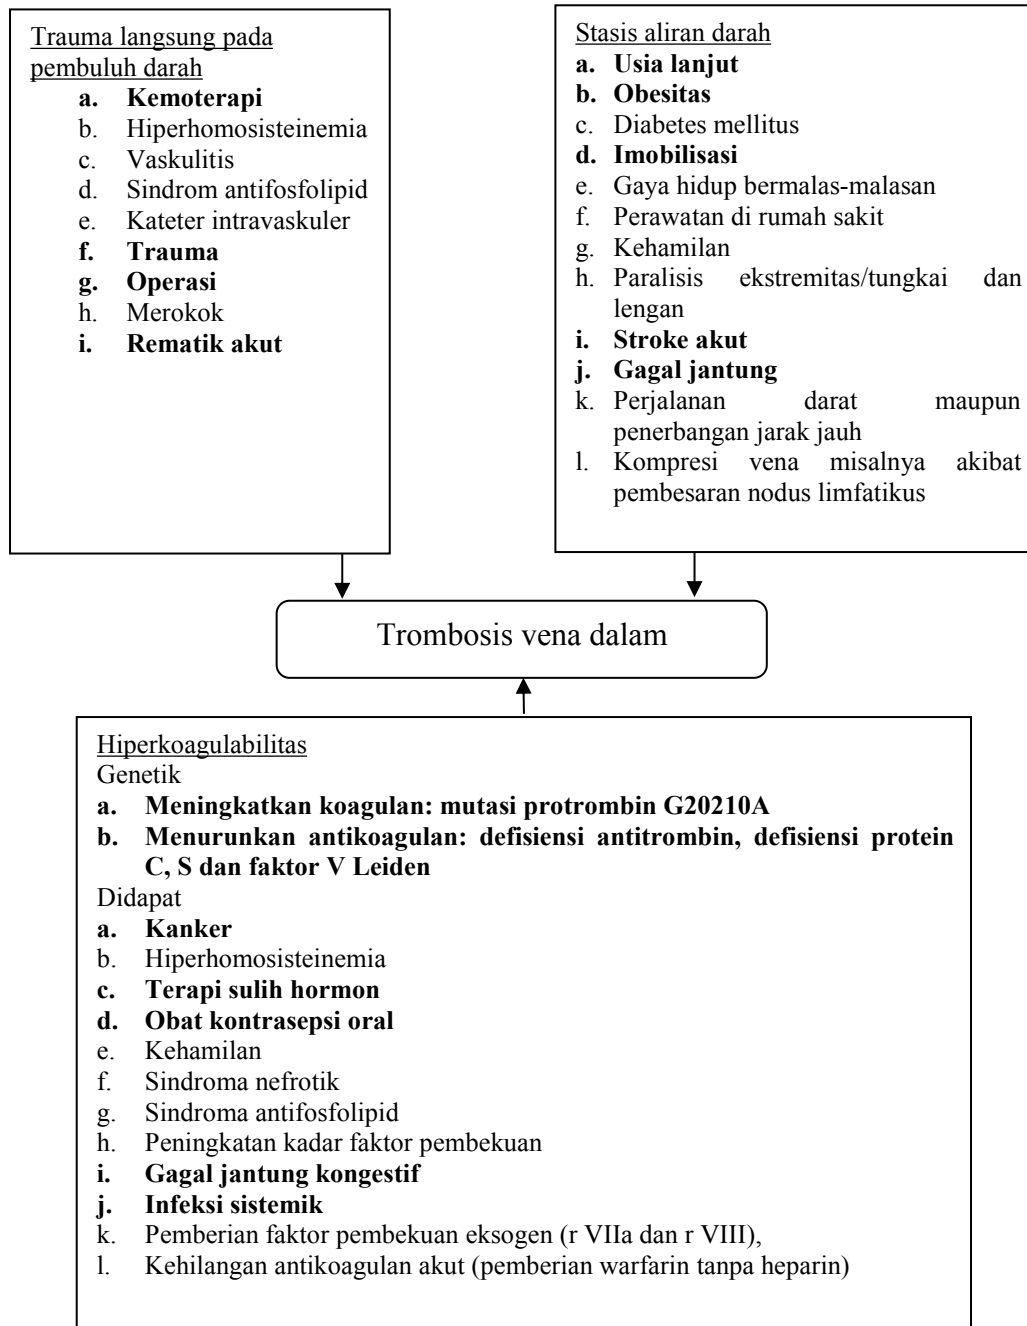 Trauma langsung pada
pembuluh darah
a. Kemoterapi
b. Hiperhomosisteinemia
c. Vaskulitis
d. Sindrom antifosfolipid
e. Kateter intravaskuler
f. Trauma
g. Operasi
h. Merokok
i. Rematik akut
Stasis aliran darah
a. Usia lanjut
b. Obesitas
c. Diabetes mellitus
d. Imobilisasi
e. Gaya hidup bermalas-malasan
f. Perawatan di rumah sakit
g. Kehamilan
h. Paralisis ekstremitas/tungkai dan
lengan
i. Stroke akut
j. Gagal jantung
k. Perjalanan darat maupun
penerbangan jarak jauh
l. Kompresi vena misalnya akibat
pembesaran nodus limfatikus
Trombosis vena dalam
Hiperkoagulabilitas
Genetik
a. Meningkatkan koagulan: mutasi protrombin G20210A
b. Menurunkan antikoagulan: defisiensi antitrombin, defisiensi protein
C, S dan faktor V Leiden
Didapat
a. Kanker
b. Hiperhomosisteinemia
c. Terapi sulih hormon
d. Obat kontrasepsi oral
e. Kehamilan
f. Sindroma nefrotik
g. Sindroma antifosfolipid
h. Peningkatan kadar faktor pembekuan
i. Gagal jantung kongestif
j. Infeksi sistemik
k. Pemberian faktor pembekuan eksogen (r VIIa dan r VIII),
l. Kehilangan antikoagulan akut (pemberian warfarin tanpa heparin)